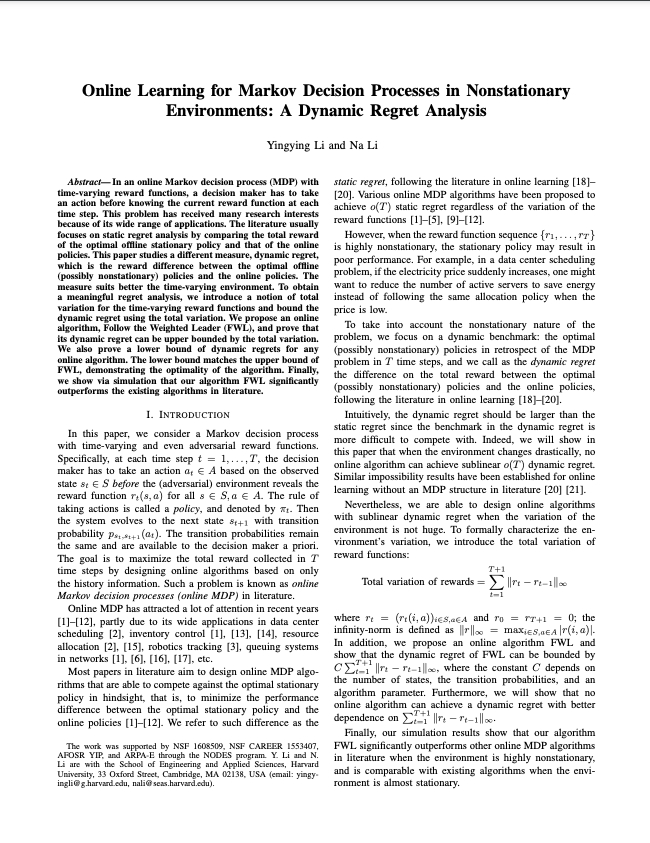 Online Learning for Markov Decision Processes in Nonstationary
Environments: A Dynamic Regret Analysis
Yingying Li and Na Li
Abstract— In an online Markov decision process (MDP) with
time-varying reward functions, a decision maker has to take
an action before knowing the current reward function at each
time step. This problem has received many research interests
because of its wide range of applications. The literature usually
focuses on static regret analysis by comparing the total reward
of the optimal offline stationary policy and that of the online
policies. This paper studies a different measure, dynamic regret,
which is the reward difference between the optimal offline
(possibly nonstationary) policies and the online policies. The
measure suits better the time-varying environment. To obtain
a meaningful regret analysis, we introduce a notion of total
variation for the time-varying reward functions and bound the
dynamic regret using the total variation. We propose an online
algorithm, Follow the Weighted Leader (FWL), and prove that
its dynamic regret can be upper bounded by the total variation.
We also prove a lower bound of dynamic regrets for any
online algorithm. The lower bound matches the upper bound of
FWL, demonstrating the optimality of the algorithm. Finally,
we show via simulation that our algorithm FWL significantly
outperforms the existing algorithms in literature.
I. INTRODUCTION
In this paper, we consider a Markov decision process
with time-varying and even adversarial reward functions.
Specifically, at each time step t = 1, . . . , T, the decision
maker has to take an action aₜ ∈ A based on the observed
state sₜ ∈ S before the (adversarial) environment reveals the
reward function rₜ(s, a) for all s ∈ S, a ∈ A. The rule of
taking actions is called a policy, and denoted by πₜ. Then
the system evolves to the next state sₜ₊₁ with transition
probability p_{sₜ,sₜ₊₁}(aₜ). The transition probabilities remain
the same and are available to the decision maker a priori.
The goal is to maximize the total reward collected in T
time steps by designing online algorithms based on only
the history information. Such a problem is known as online
Markov decision processes (online MDP) in literature.
Online MDP has attracted a lot of attention in recent years
[1]–[12], partly due to its wide applications in data center
scheduling [2], inventory control [1], [13], [14], resource
allocation [2], [15], robotics tracking [3], queuing systems
in networks [1], [6], [16], [17], etc.
Most papers in literature aim to design online MDP algo-
rithms that are able to compete against the optimal stationary
policy in hindsight, that is, to minimize the performance
difference between the optimal stationary policy and the
online policies [1]–[12]. We refer to such difference as the
The work was supported by NSF 1608509, NSF CAREER 1553407,
AFOSR YIP, and ARPA-E through the NODES program. Y. Li and N.
Li are with the School of Engineering and Applied Sciences, Harvard
University, 33 Oxford Street, Cambridge, MA 02138, USA (email: yingy-
ingli@g.harvard.edu, nali@seas.harvard.edu).
static regret, following the literature in online learning [18]–
[20]. Various online MDP algorithms have been proposed to
achieve o(T) static regret regardless of the variation of the
reward functions [1]–[5], [9]–[12].
However, when the reward function sequence {r₁, . . . , r_T}
is highly nonstationary, the stationary policy may result in
poor performance. For example, in a data center scheduling
problem, if the electricity price suddenly increases, one might
want to reduce the number of active servers to save energy
instead of following the same allocation policy when the
price is low.
To take into account the nonstationary nature of the
problem, we focus on a dynamic benchmark: the optimal
(possibly nonstationary) policies in retrospect of the MDP
problem in T time steps, and we call as the dynamic regret
the difference on the total reward between the optimal
(possibly nonstationary) policies and the online policies,
following the literature in online learning [18]–[20].
Intuitively, the dynamic regret should be larger than the
static regret since the benchmark in the dynamic regret is
more difficult to compete with. Indeed, we will show in
this paper that when the environment changes drastically, no
online algorithm can achieve sublinear o(T) dynamic regret.
Similar impossibility results have been established for online
learning without an MDP structure in literature [20] [21].
Nevertheless, we are able to design online algorithms
with sublinear dynamic regret when the variation of the
environment is not huge. To formally characterize the en-
vironment's variation, we introduce the total variation of
reward functions:
Total variation of rewards = ∑_{t=1}^{T+1} ‖rₜ − rₜ₋₁‖∞
where rₜ = (rₜ(i, a))_{i∈S,a∈A} and r₀ = r_{T+1} = 0; the
infinity-norm is defined as ‖r‖∞ = max_{i∈S,a∈A} |r(i, a)|.
In addition, we propose an online algorithm FWL and
show that the dynamic regret of FWL can be bounded by
C ∑_{t=1}^{T+1} ‖rₜ − rₜ₋₁‖∞, where the constant C depends on
the number of states, the transition probabilities, and an
algorithm parameter. Furthermore, we will show that no
online algorithm can achieve a dynamic regret with better
dependence on ∑_{t=1}^{T+1} ‖rₜ − rₜ₋₁‖∞.
Finally, our simulation results show that our algorithm
FWL significantly outperforms other online MDP algorithms
in literature when the environment is highly nonstationary,
and is comparable with existing algorithms when the envi-
ronment is almost stationary.